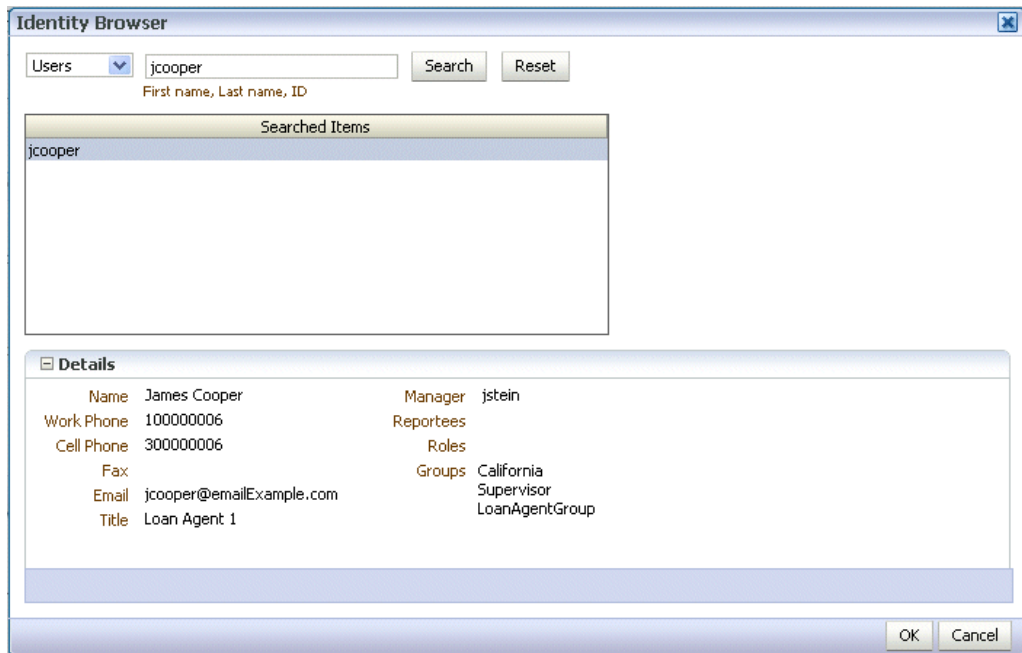 Identity Browser
Users jcooper Search Reset
First name, Last name, ID
Searched Items
jcooper
Details
Name James Cooper Manager jstein
Work Phone 100000006 Reportees
Cell Phone 300000006 Roles
Fax Groups California
Supervisor
Email jcooper@emailExample.com
LoanAgentGroup
Title Loan Agent 1
OK Cancel